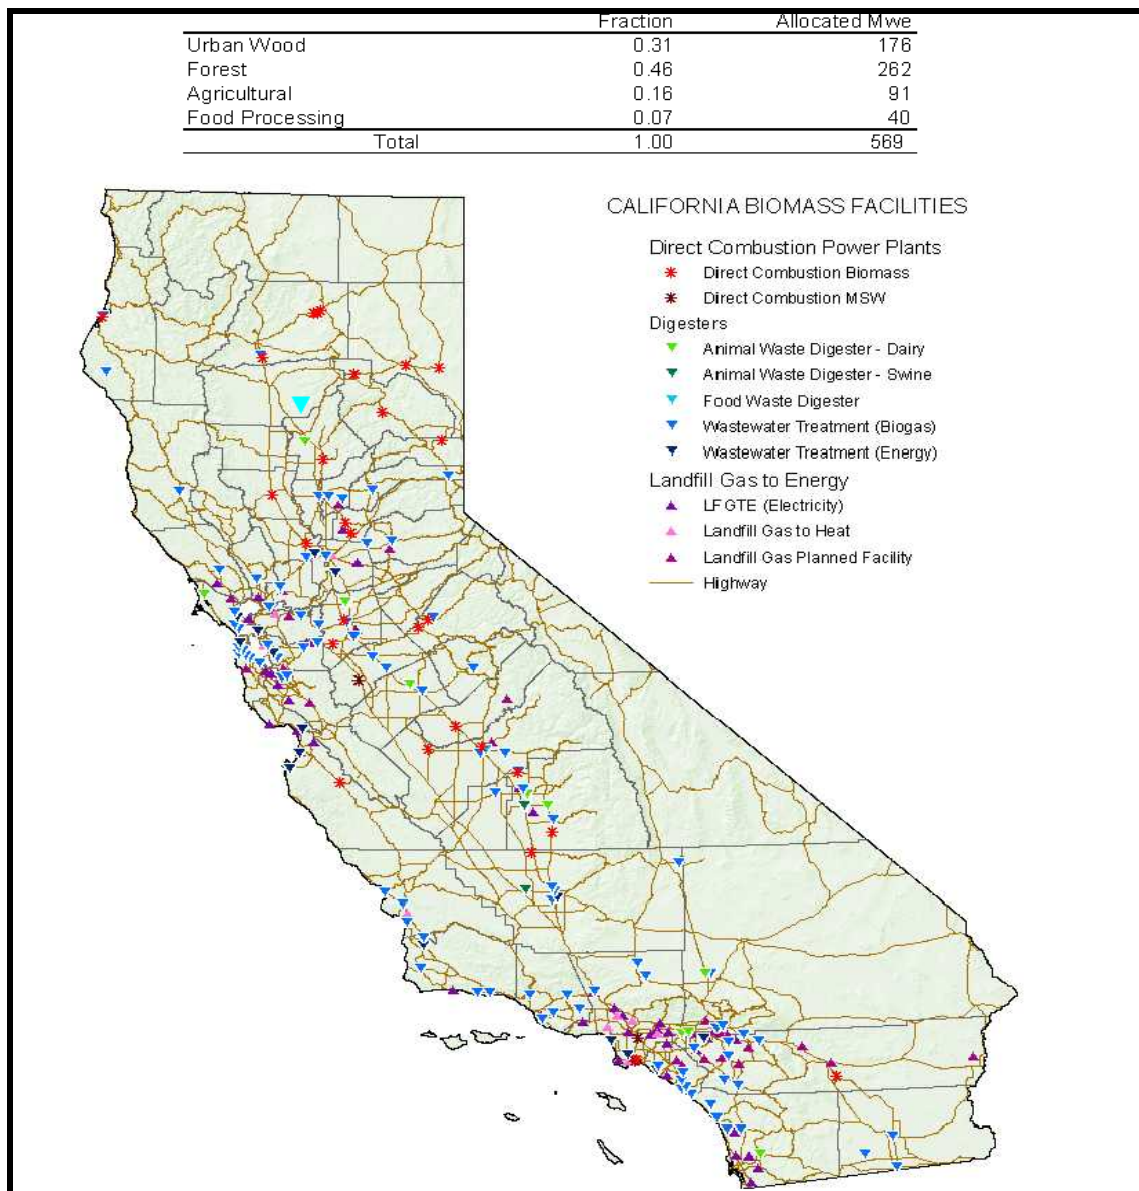 Fraction Allocated Mwe
Urban Wood 0.31 176
Forest 0.46 262
Agricultural 0.16 91
Food Processing 0.07 40
Total 1.00 569
CALIFORNIA BIOMASS FACILITIES
Direct Combustion Power Plants
Direct Combustion Biomass
Direct Combustion MSW
Digesters
Animal Waste Digester - Dairy
Animal Waste Digester - Swine
Food Waste Digester
Wastewater Treatment (Biogas)
Wastewater Treatment (Energy)
Landfill Gas to Energy
LFGTE (Electricity)
Landfill Gas to Heat
Landfill Gas Planned Facility
Highway